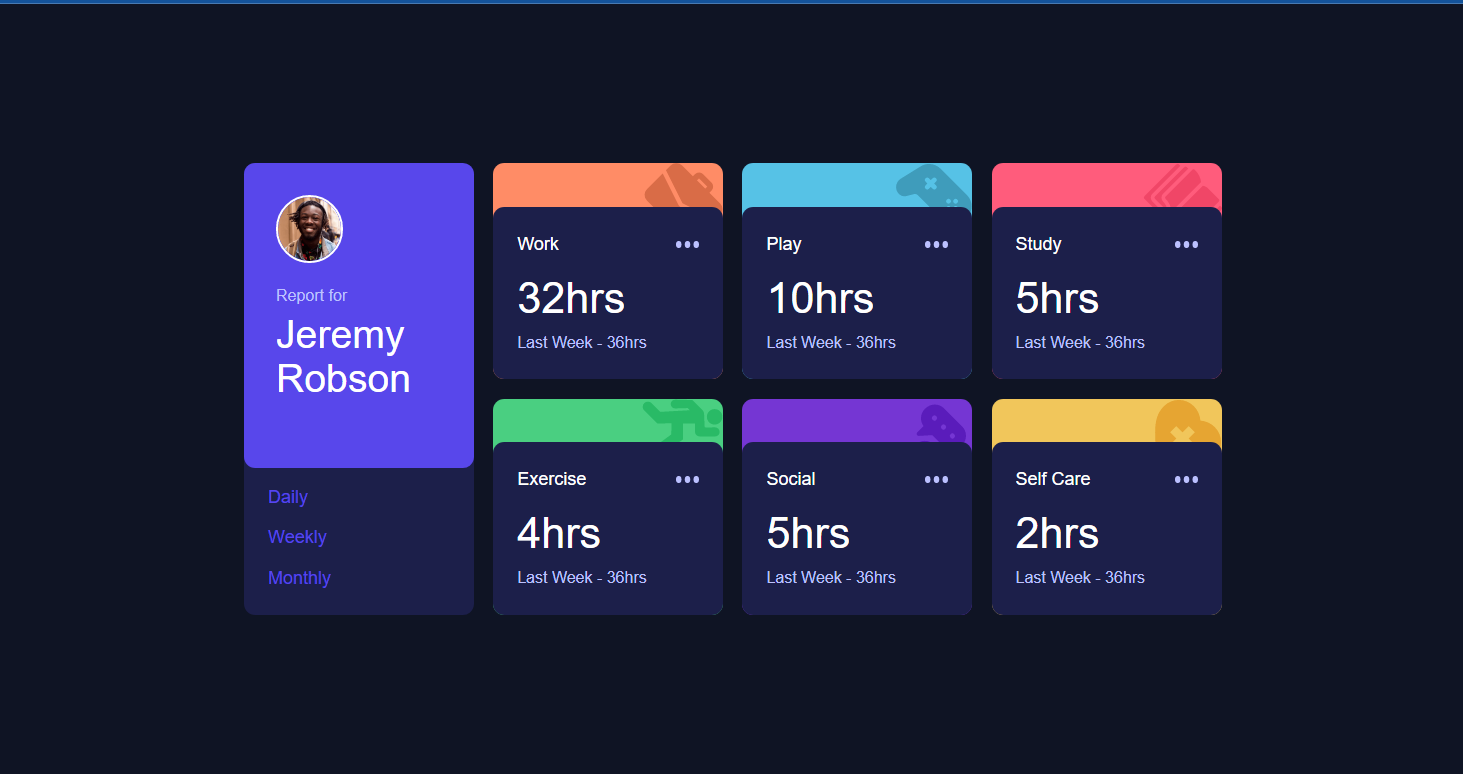 Report for
Jeremy
Robson
Daily
Weekly
Monthly
Work
32hrs
Last Week - 36hrs
Play
10hrs
Last Week - 36hrs
Study
5hrs
Last Week - 36hrs
Exercise
4hrs
Last Week - 36hrs
Social
5hrs
Last Week - 36hrs
Self Care
2hrs
Last Week - 36hrs